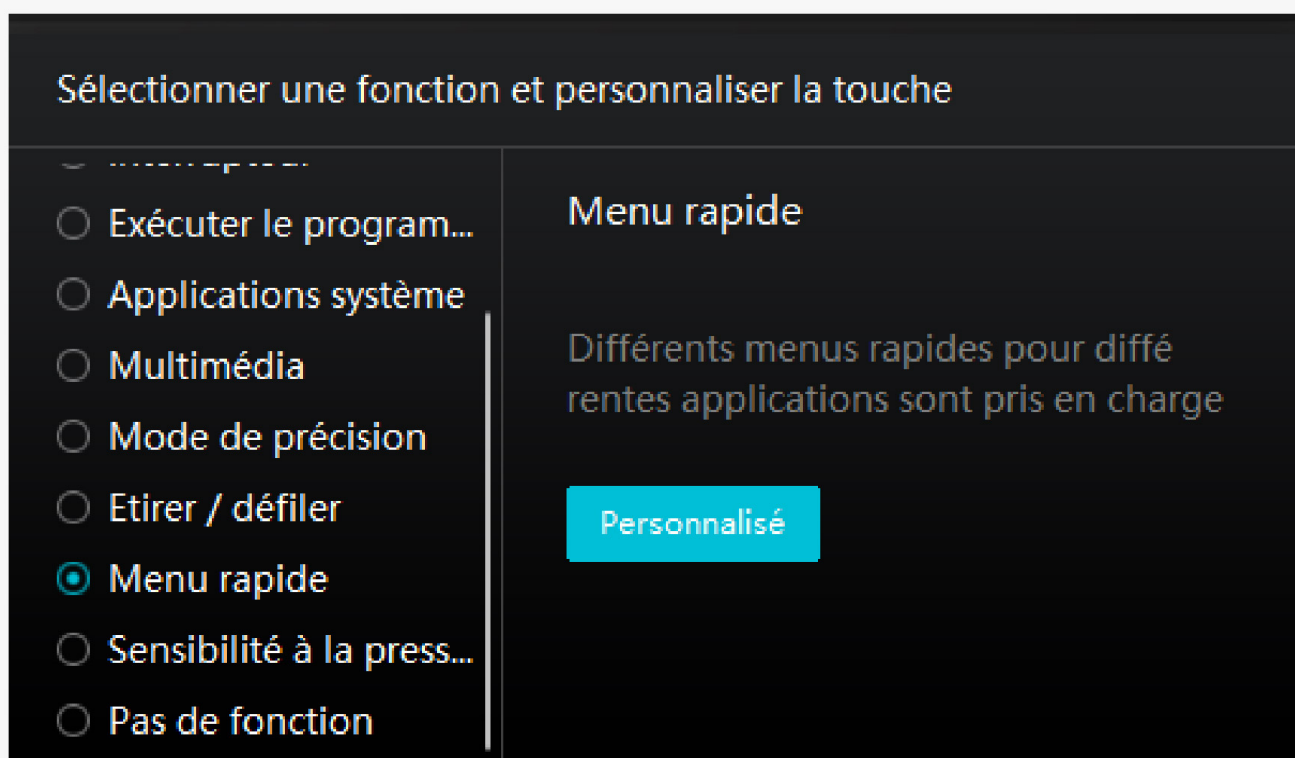 Sélectionner une fonction et personnaliser la touche
Exécuter le program...
Applications système
Multimédia
Mode de précision
Etirer / défiler
Menu rapide
Sensibilité à la press...
Pas de fonction
Menu rapide
Différents menus rapides pour diffé
rentes applications sont pris en charge
Personnalisé